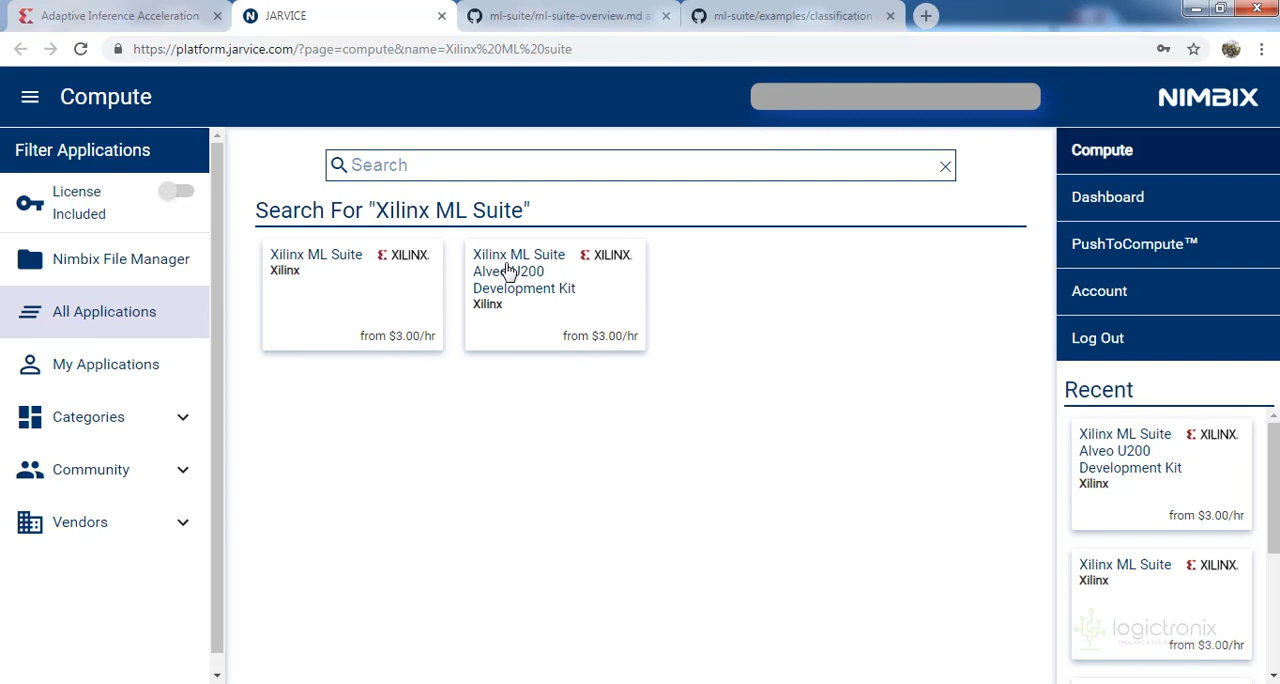 Adaptive Inference Acceleration
JARVICE
ml-suite/ml-suite-overview.md a
ml-suite/examples/classification
https://platform.jarvice.com/?page=compute&name=Xilinx%20ML%20suite
Compute
NIMBIX
Filter Applications
License
Included
Nimbix File Manager
All Applications
My Applications
Categories
Community
Vendors
Search
Search For "Xilinx ML Suite"
Xilinx ML Suite
XILINX.
Xilinx
from $3.00/hr
Xilinx ML Suite
XILINX.
Alveo U200
Development Kit
Xilinx
from $3.00/hr
Compute
Dashboard
PushToCompute™
Account
Log Out
Recent
Xilinx ML Suite
XILINX.
Alveo U200
Development Kit
Xilinx
from $3.00/hr
Xilinx ML Suite
XILINX.
Xilinx
logictronix
from $3.00/hr